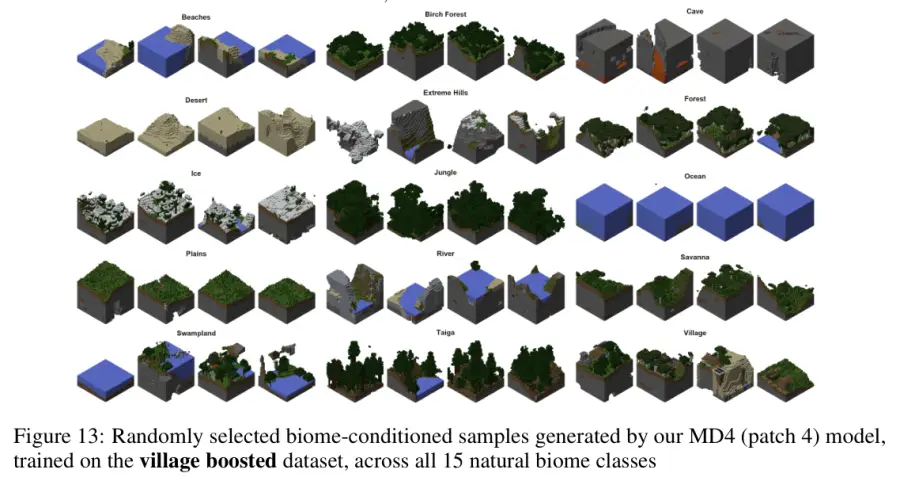 Beaches
Birch Forest
Cave
Desert
Extreme Hills
Forest
Ice
Jungle
Ocean
Plains
River
Savanna
Swampland
Taiga
Village
Figure 13: Randomly selected biome-conditioned samples generated by our MD4 (patch 4) model,
trained on the village boosted dataset, across all 15 natural biome classes